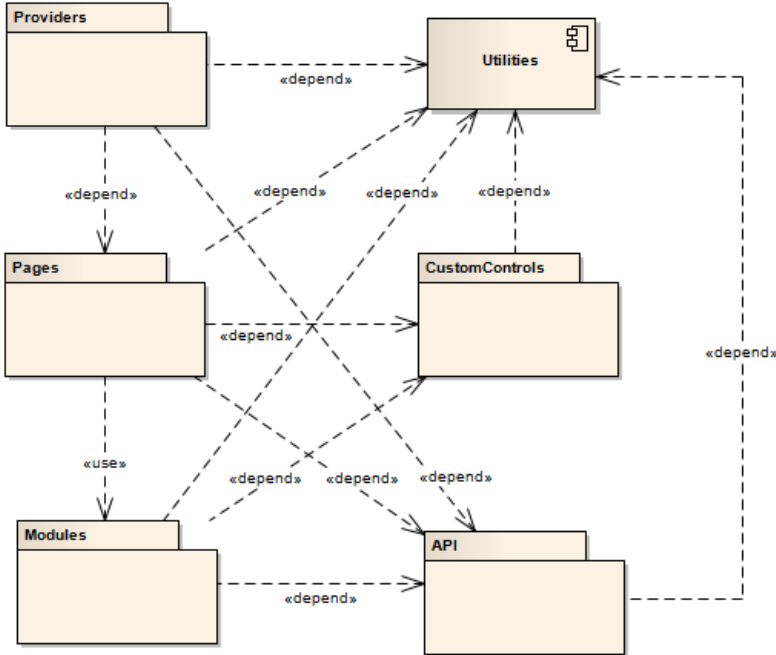 Providers
Utilities
«depend»
«depend»
«depend»
«depend»
«depend»
Pages
CustomControls
«depend»
«depend»
«use»
«depend»
«depend»
«depend»
Modules
API
«depend»